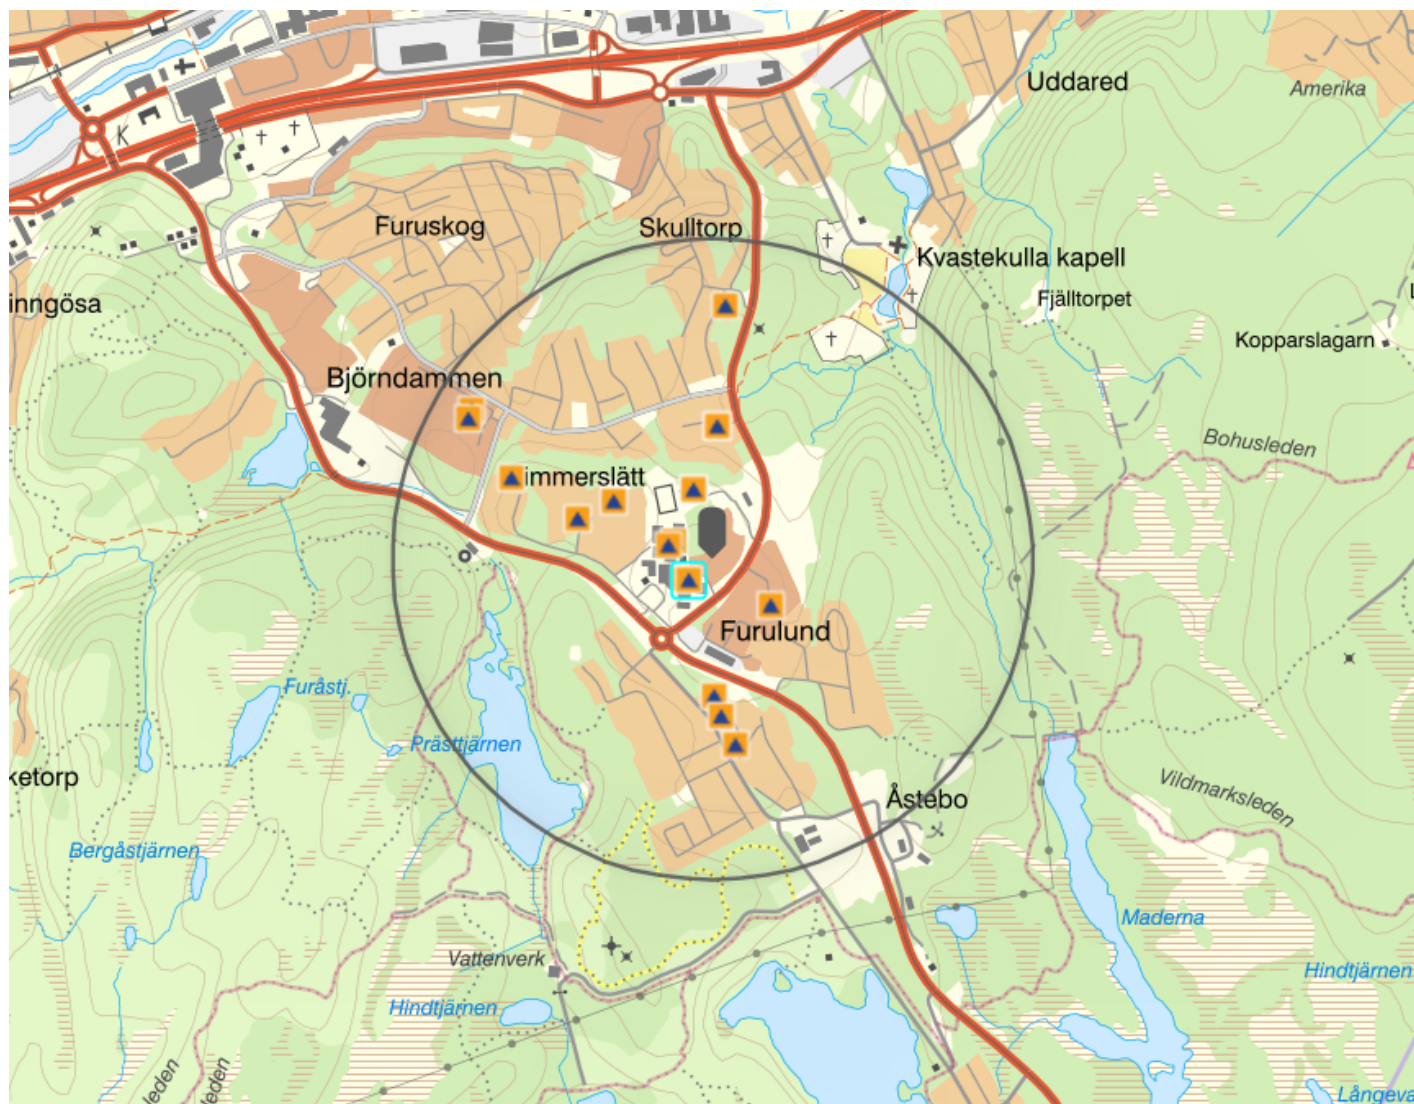 Uddared
Amerika
K
Furuskog
Skulltorp
Kvastekulla kapell
inngösa
Fjälltorpet
L
Kopparslagarn
Björndammen
Bohusleden
immerslätt
Furulund
Furåstj.
Prästtjärnen
ketorp
Åstebo
Vildmarksleden
Bergåstjärnen
Maderna
Vattenverk
Hindtjärnen
Hindtjärnen
leden
leden
Långeva